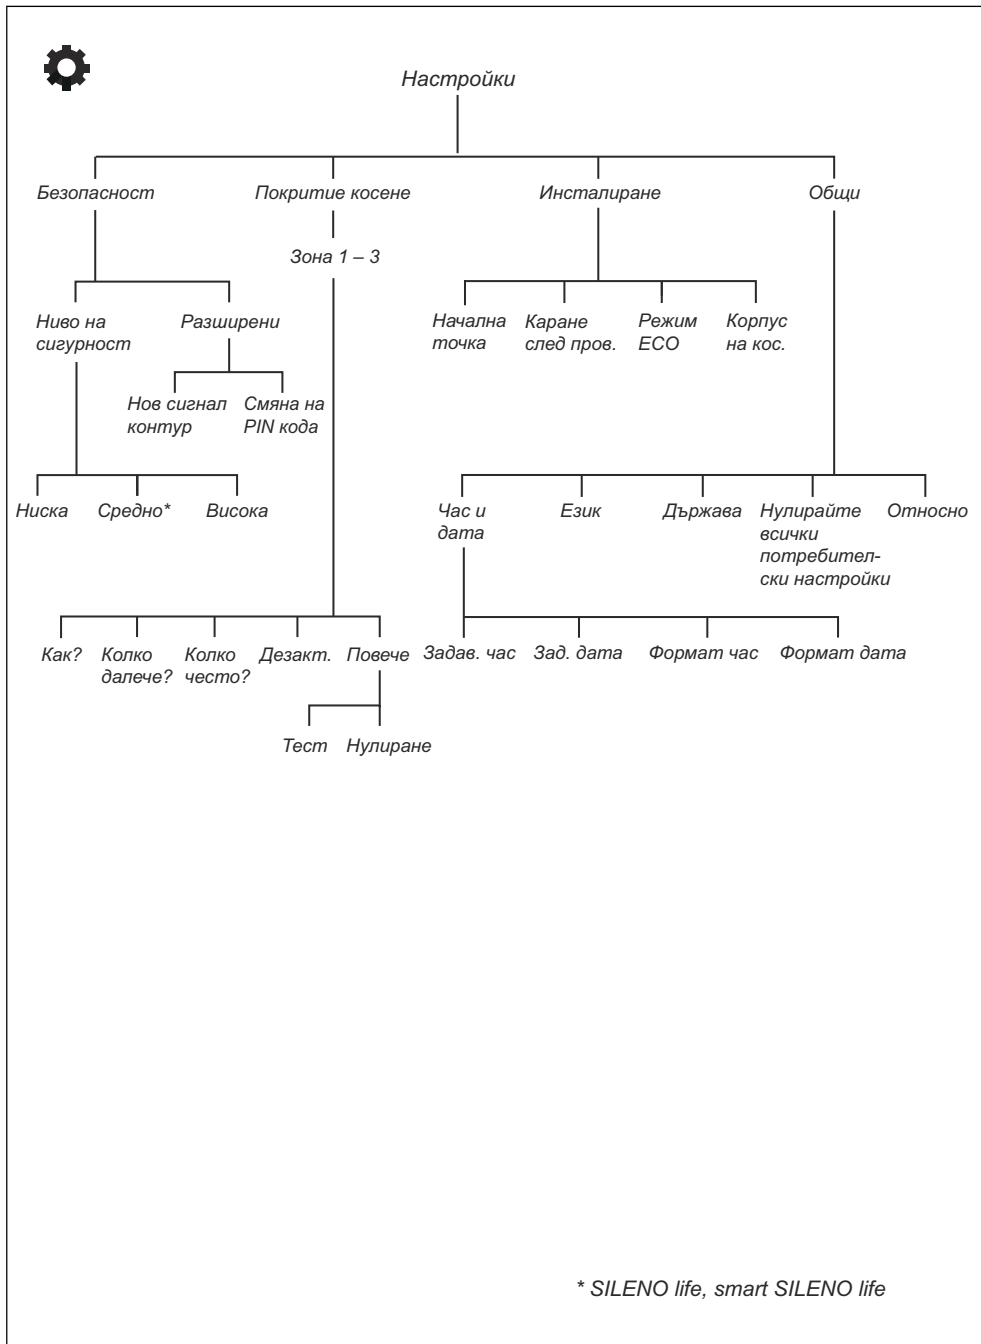 Настройки
Безопасност
Покритие косене
Инсталиране
Общи
Зона 1 – 3
Ниво на
сигурност
Разширени
Начална
точка
Каране
след пров.
Режим
ECO
Корпус
на кос.
Нов сигнал
контур
Смяна на
PIN кода
Ниска
Средно*
Висока
Час и
дата
Език
Държава
Нулирайте
всички
потребител-
ски настройки
Относно
Как?
Колко
далече?
Колко
често?
Дезакт.
Повече
Задав. час
Зад. дата
Формат час
Формат дата
Тест
Нулиране
* SILENO life, smart SILENO life